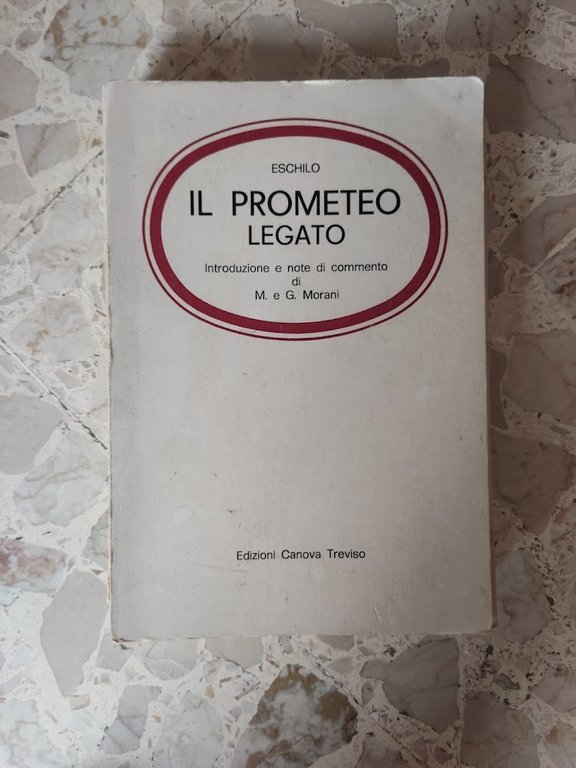 ESCHILO
IL PROMETEO
LEGATO
Introduzione e note di commento
di
M. e G. Morani
Edizioni Canova Treviso